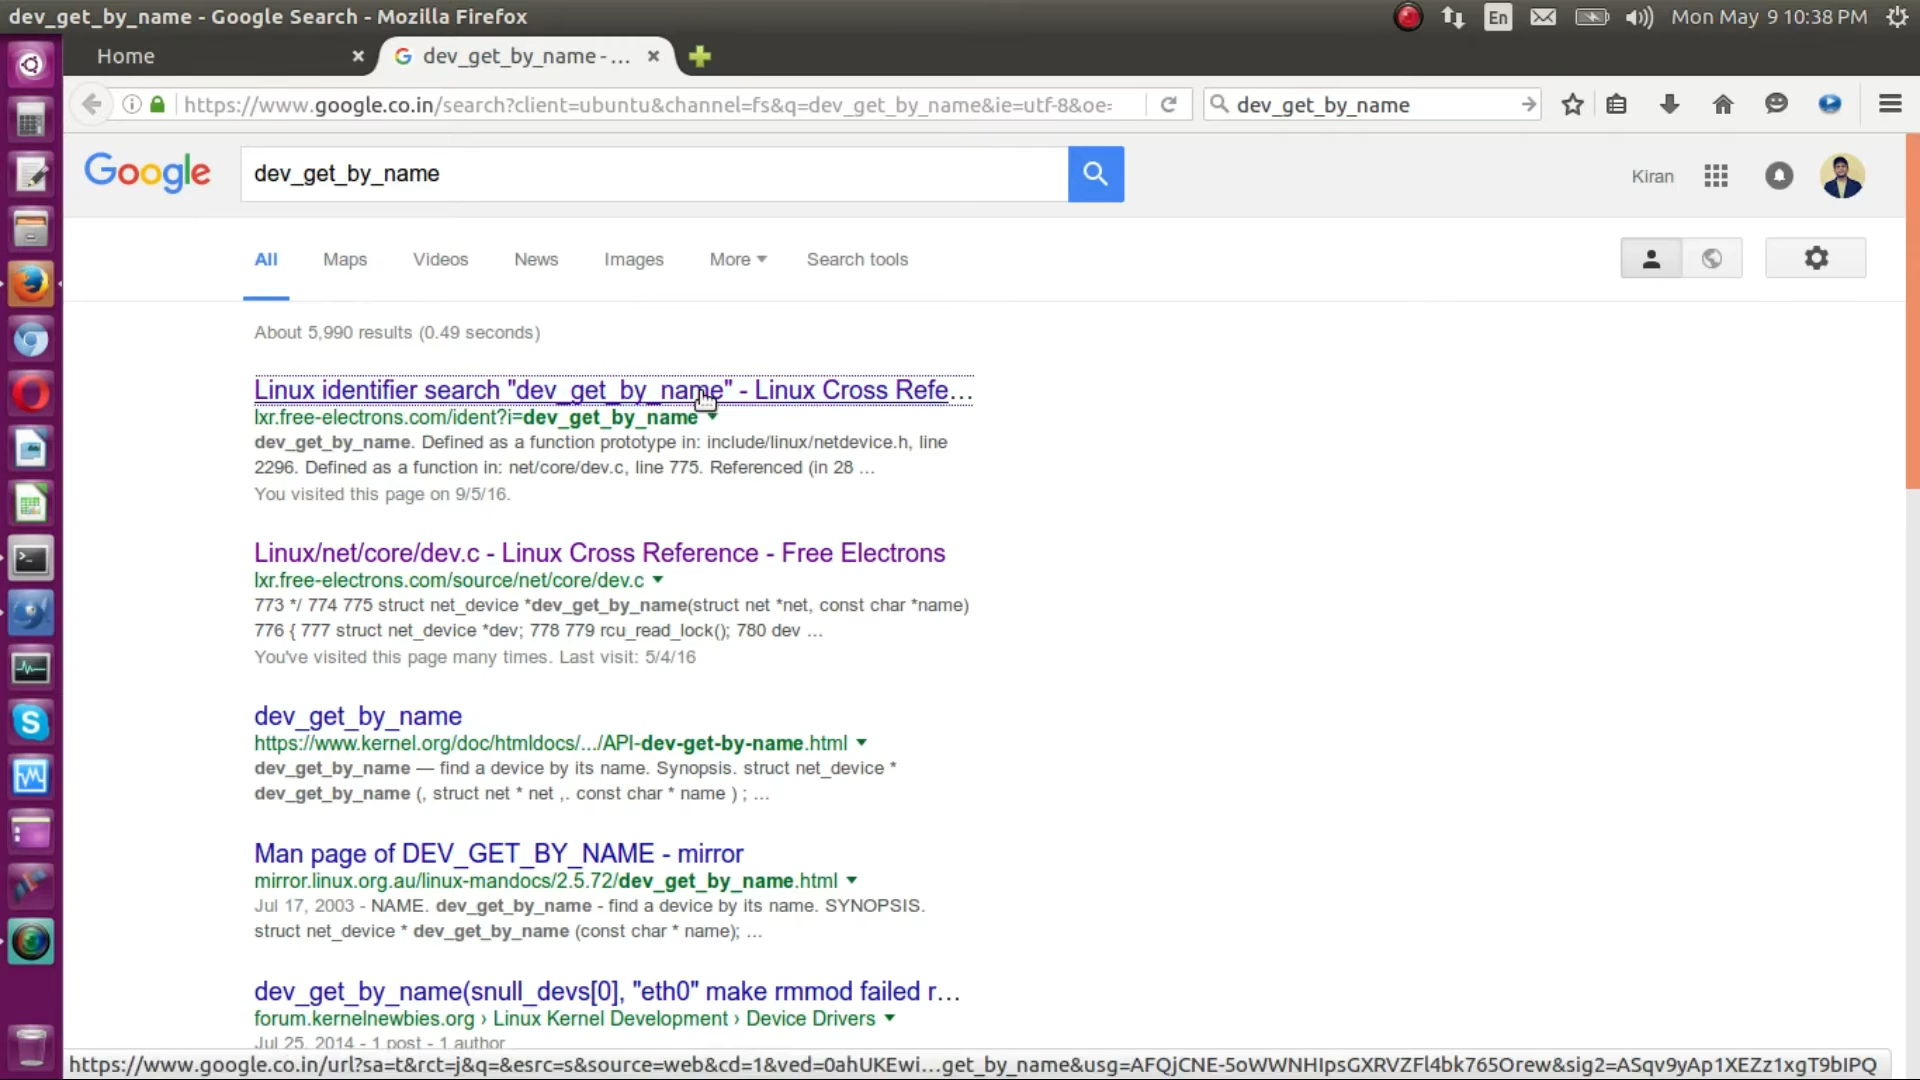 dev_get_by_name - Google Search - Mozilla Firefox
En
Mon May 9 10:38 PM
Home
dev_get_by_name - ...
https://www.google.co.in/search?client=ubuntu&channel=fs&q=dev_get_by_name&ie=utf-8&oe=
dev_get_by_name
Google
dev_get_by_name
Kiran
All
Maps
Videos
News
Images
More
Search tools
About 5,990 results (0.49 seconds)
Linux identifier search "dev_get_by_name" - Linux Cross Refe...
lxr.free-electrons.com/ident?i=dev_get_by_name
dev_get_by_name. Defined as a function prototype in: include/linux/netdevice.h, line
2296. Defined as a function in: net/core/dev.c, line 775. Referenced (in 28 ...
You visited this page on 9/5/16.
Linux/net/core/dev.c - Linux Cross Reference - Free Electrons
lxr.free-electrons.com/source/net/core/dev.c
773 */ 774 775 struct net_device *dev_get_by_name(struct net *net, const char *name)
776 { 777 struct net_device *dev; 778 779 rcu_read_lock(); 780 dev ...
You've visited this page many times. Last visit: 5/4/16
dev_get_by_name
https://www.kernel.org/doc/htmldocs/.../API-dev-get-by-name.html
dev_get_by_name — find a device by its name. Synopsis. struct net_device *
dev_get_by_name (, struct net * net ,. const char * name ) ; ...
Man page of DEV_GET_BY_NAME - mirror
mirror.linux.org.au/linux-mandocs/2.5.72/dev_get_by_name.html
Jul 17, 2003 - NAME. dev_get_by_name - find a device by its name. SYNOPSIS.
struct net_device * dev_get_by_name (const char * name); ...
dev_get_by_name(snull_devs[0], "eth0" make rmmod failed r...
forum.kernelnewbies.org › Linux Kernel Development › Device Drivers
Jul 25, 2014 - 1 post - 1 author
https://www.google.co.in/url?sa=t&rct=j&q=&esrc=s&source=web&cd=1&ved=0ahUKEwi...get_by_name&usg=AFQjCNE-5oWWNHIpsGXRVZFl4bk765Orew&sig2=ASqv9yAp1XEZz1xgT9bIPQ